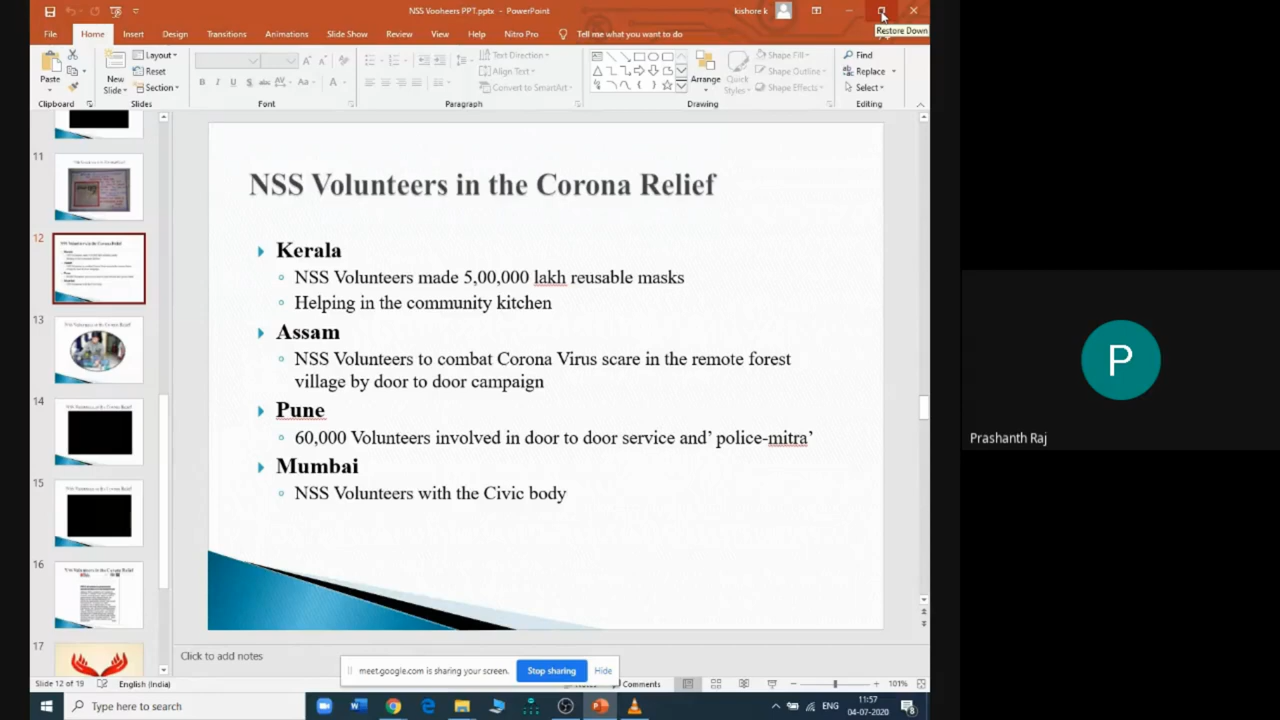 NSS Vooheers PPT.pptx - PowerPoint
kishore k
Restore Down
File Home Insert Design Transitions Animations Slide Show Review View Help Nitro Pro Tell me what you want to do
Paste
Clipboard
New Slide
Layout
Reset
Section
Slides
Font
Text Direction
Align Text
Convert to SmartArt
Paragraph
Arrange
Quick Styles
Shape Fill
Shape Outline
Shape Effects
Drawing
Find
Replace
Select
Editing
11
12
13
14
15
16
17
NSS Volunteers in the Corona Relief
Kerala
NSS Volunteers made 5,00,000 lakh reusable masks
Helping in the community kitchen
Assam
NSS Volunteers to combat Corona Virus scare in the remote forest
village by door to door campaign
Pune
60,000 Volunteers involved in door to door service and’ police-mitra’
Mumbai
NSS Volunteers with the Civic body
Prashanth Raj
P
Click to add notes
meet.google.com is sharing your screen.
Stop sharing
Hide
Slide 12 of 19
English (India)
Comments
101%
Type here to search
ENG
11:57
04-07-2020